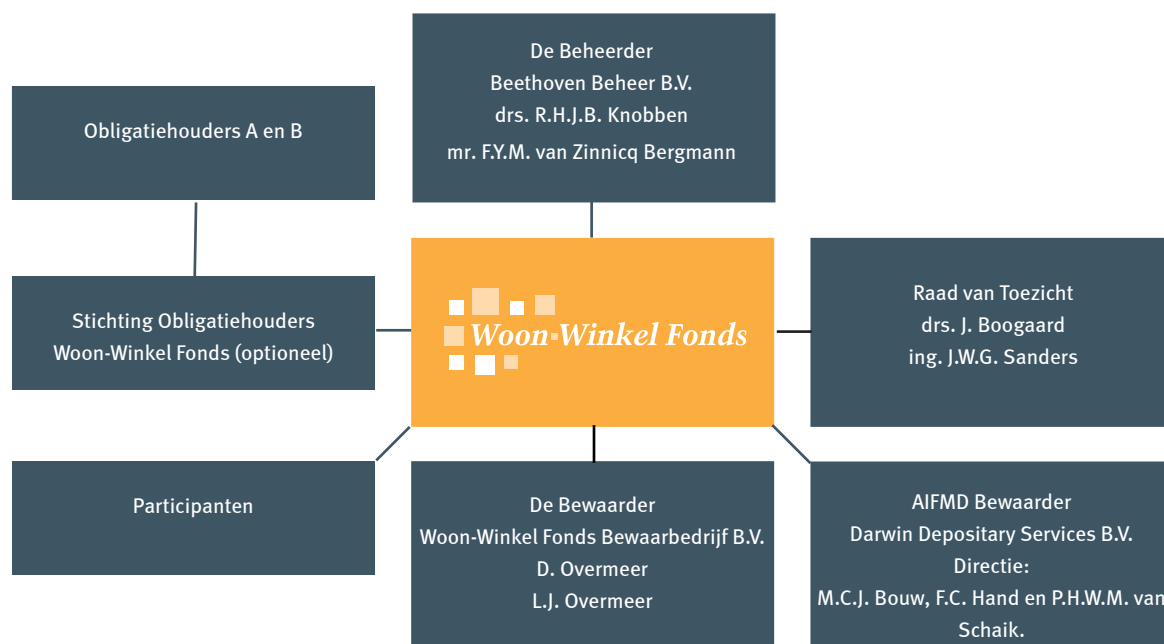 De Beheerder
Beethoven Beheer B.V.
drs. R.H.J.B. Knobben
mr. F.Y.M. van Zinnicq Bergmann
Obligatiehouders A en B
Stichting Obligatiehouders
Woon-Winkel Fonds (optioneel)
Woon-Winkel Fonds
Raad van Toezicht
drs. J. Boogaard
ing. J.W.G. Sanders
Participanten
De Bewaarder
Woon-Winkel Fonds Bewaarbedrijf B.V.
D. Overmeer
L.J. Overmeer
AIFMD Bewaarder
Darwin Depositary Services B.V.
Directie:
M.C.J. Bouw, F.C. Hand en P.H.W.M. van
Schaik.